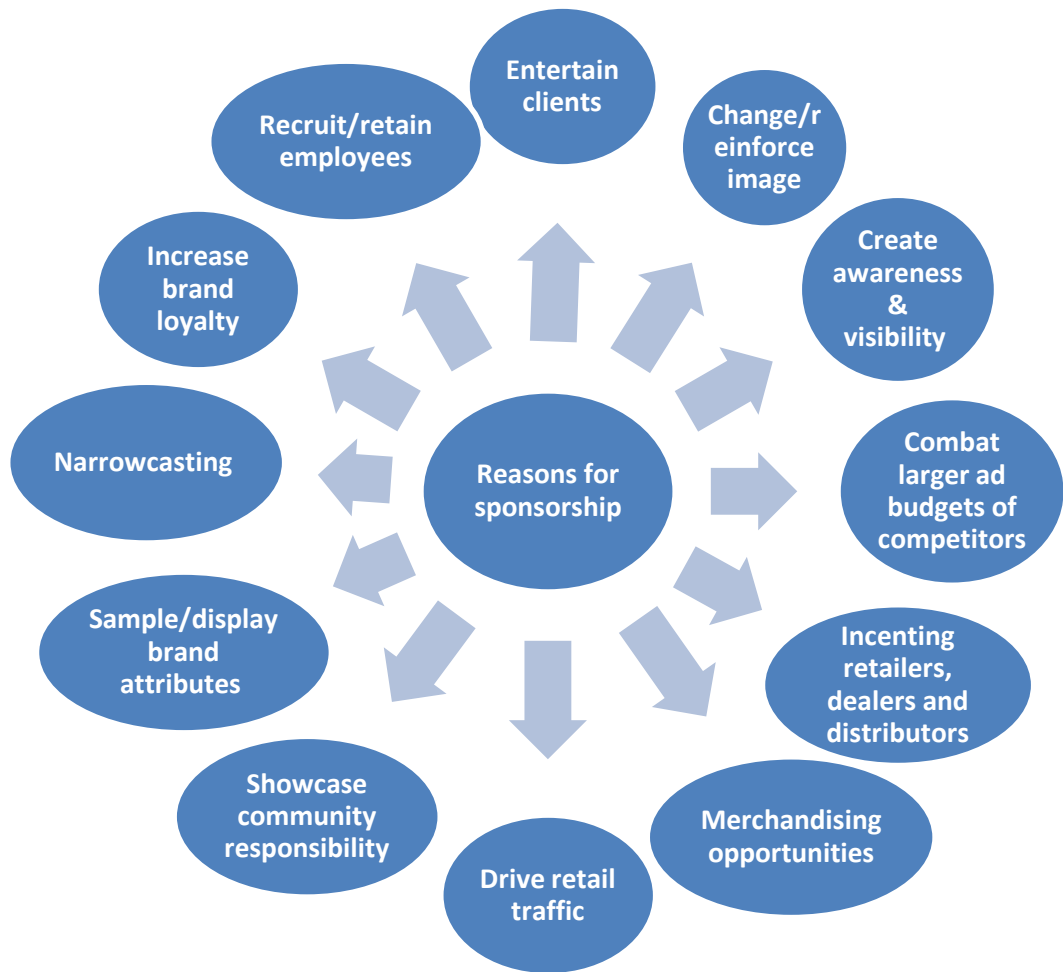 Entertain
clients
Change/r
einforce
image
Create
awareness
&
visibility
Combat
larger ad
budgets of
competitors
Incenting
retailers,
dealers and
distributors
Merchandising
opportunities
Drive retail
traffic
Showcase
community
responsibility
Sample/display
brand
attributes
Narrowcasting
Increase
brand
loyalty
Recruit/retain
employees
Reasons for
sponsorship